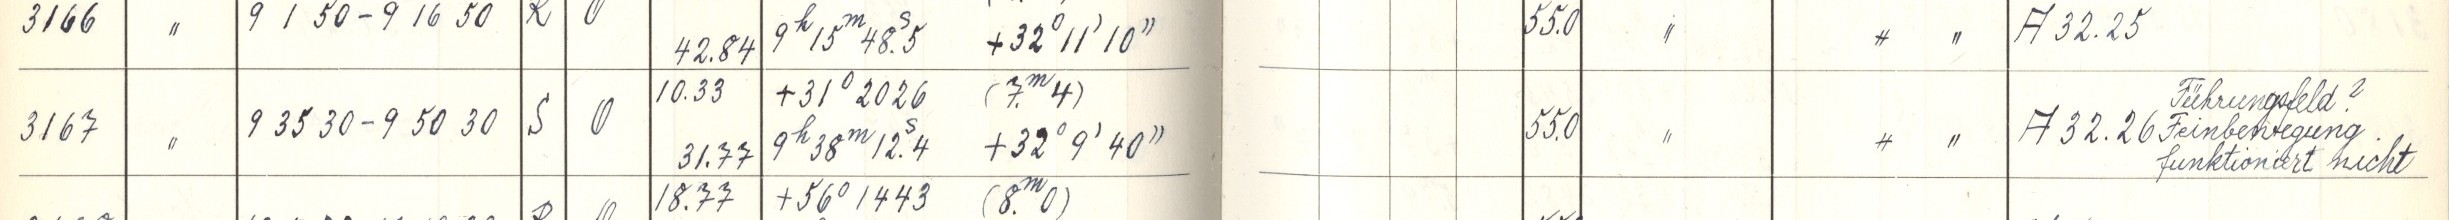 3166 " 9 1 50 - 9 16 50 R O 42.84 9h 15m 48.s5 +32° 11' 10" 55.0 " # " A 32.25
10.33 +31° 2026 (7.m4)
3167 " 9 35 30 - 9 50 30 S O 31.77 9h 38m 12.s4 +32° 9' 40" 55.0 " # " A 32.26 Führungsfeld?
Feinbewegung.
funktioniert nicht
18.77 +56° 1443 (8.m0)